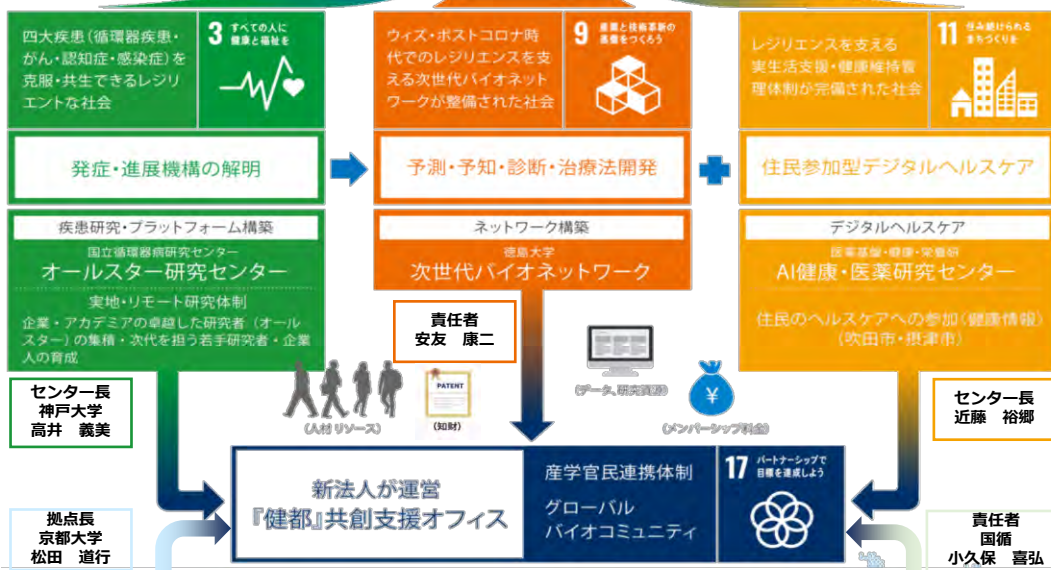 四大疾患(循環器疾患・
がん・認知症・感染症)を
克服・共生できるレジリ
エントな社会
3 すべての人に
健康と福祉を
ウィズ・ポストコロナ時
代でのレジリエンスを支
える次世代バイオネット
ワークが整備された社会
9 産業と技術革新の
基盤をつくろう
レジリエンスを支える
実生活支援・健康維持管
理体制が完備された社会
11 住み続けられる
まちづくりを
発症・進展機構の解明
予測・予知・診断・治療法開発
住民参加型デジタルヘルスケア
疾患研究・プラットフォーム構築
国立循環器病研究センター
オールスター研究センター
実地・リモート研究体制
企業・アカデミアの卓越した研究者(オール
スター)の集積・次代を担う若手研究者・企業
人の育成
ネットワーク構築
徳島大学
次世代バイオネットワーク
デジタルヘルスケア
医薬基盤・健康・栄養研
AI健康・医薬研究センター
住民のヘルスケアへの参加(健康情報)
(吹田市・摂津市)
責任者
安友 康二
センター長
神戸大学
高井 義美
(人材 リソース)
PATENT
(知財)
(データ、研究資源)
¥
(メンバーシップ料金)
センター長
近藤 裕郷
新法人が運営
『健都』共創支援オフィス
産学官民連携体制
グローバル
バイオコミュニティ
17 パートナーシップで
目標を達成しよう
拠点長
京都大学
松田 道行
責任者
国循
小久保 喜弘